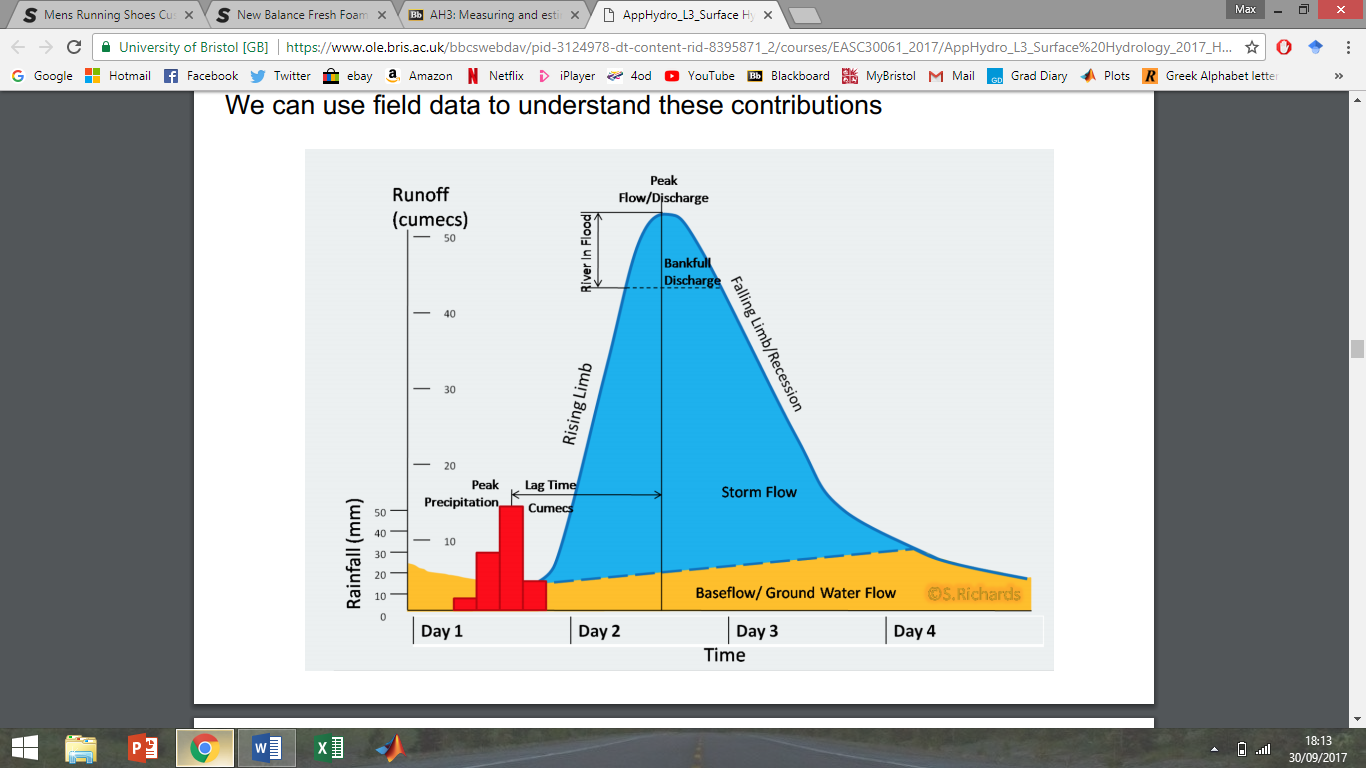 Mens Running Shoes Cus
New Balance Fresh Foam
AH3: Measuring and esti
AppHydro_L3_Surface Hy
Max
University of Bristol [GB]
https://www.ole.bris.ac.uk/bbcswebdav/pid-3124978-dt-content-rid-8395871_2/courses/EASC30061_2017/AppHydro_L3_Surface%20Hydrology_2017_H...
Google
Hotmail
Facebook
Twitter
ebay
Amazon
Netflix
iPlayer
4od
YouTube
Blackboard
MyBristol
Mail
Grad Diary
Plots
Greek Alphabet letter
We can use field data to understand these contributions
Runoff
(cumecs)
50
40
30
20
10
Peak
Flow/Discharge
River In Flood
Bankfull
Discharge
Rising Limb
Falling Limb/Recession
Peak
Precipitation
Lag Time
Cumecs
Storm Flow
Rainfall (mm)
50
40
30
20
10
0
Baseflow/ Ground Water Flow
©S.Richards
Day 1
Day 2
Day 3
Day 4
Time
18:13
30/09/2017